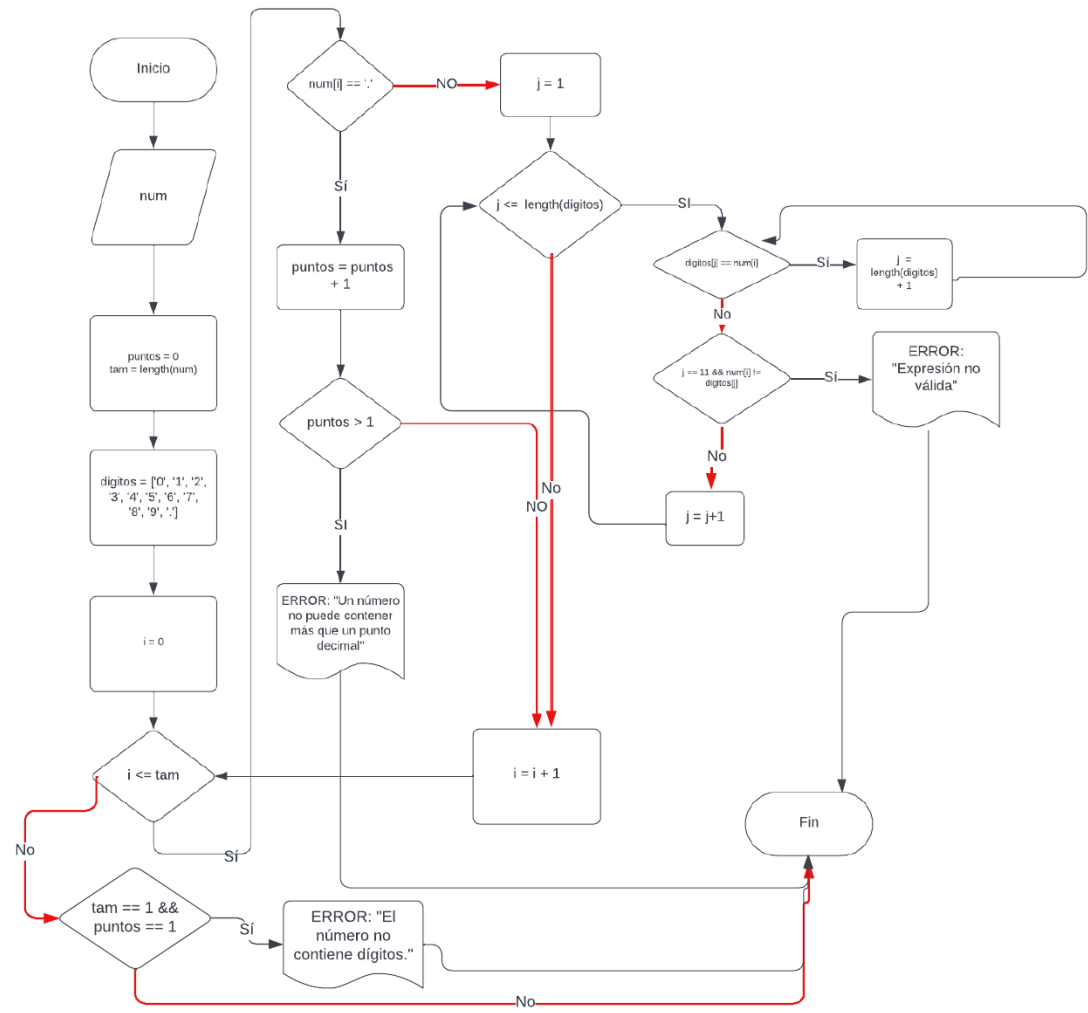 Inicio
num
puntos = 0
tam = length(num)
digitos = ['0', '1', '2',
'3', '4', '5', '6', '7',
'8', '9', '.']
i = 0
i <= tam
No
Sí
tam == 1 &&
puntos == 1
Sí
No
ERROR: "El
número no
contiene dígitos."
num[i] == '.'
NO
Sí
puntos = puntos
+ 1
puntos > 1
NO
SI
ERROR: "Un número
no puede contener
más que un punto
decimal"
j = 1
j <= length(digitos)
SI
No
digitos[j] == num[i]
Sí
j =
length(digitos)
+ 1
No
j == 11 && num[i] !=
digitos[j]
Sí
ERROR:
"Expresión no
válida"
No
j = j+1
i = i + 1
Fin